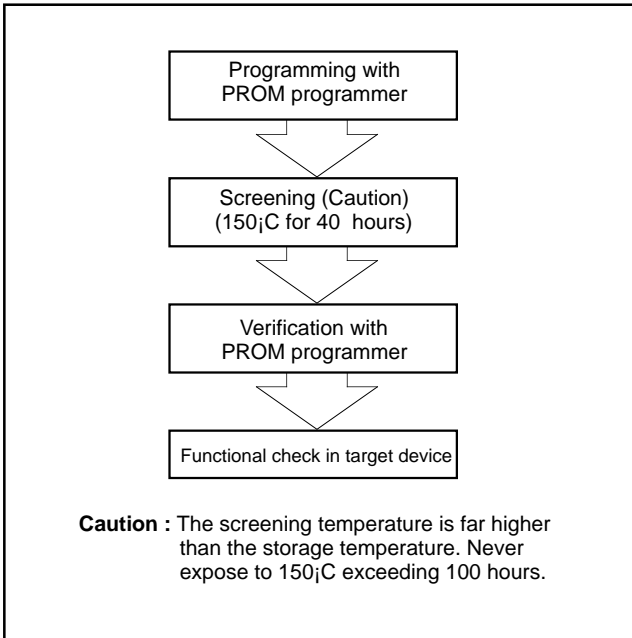 Programming with
PROM programmer
Screening (Caution)
(150¡C for 40 hours)
Verification with
PROM programmer
Functional check in target device
Caution : The screening temperature is far higher
than the storage temperature. Never
expose to 150¡C exceeding 100 hours.